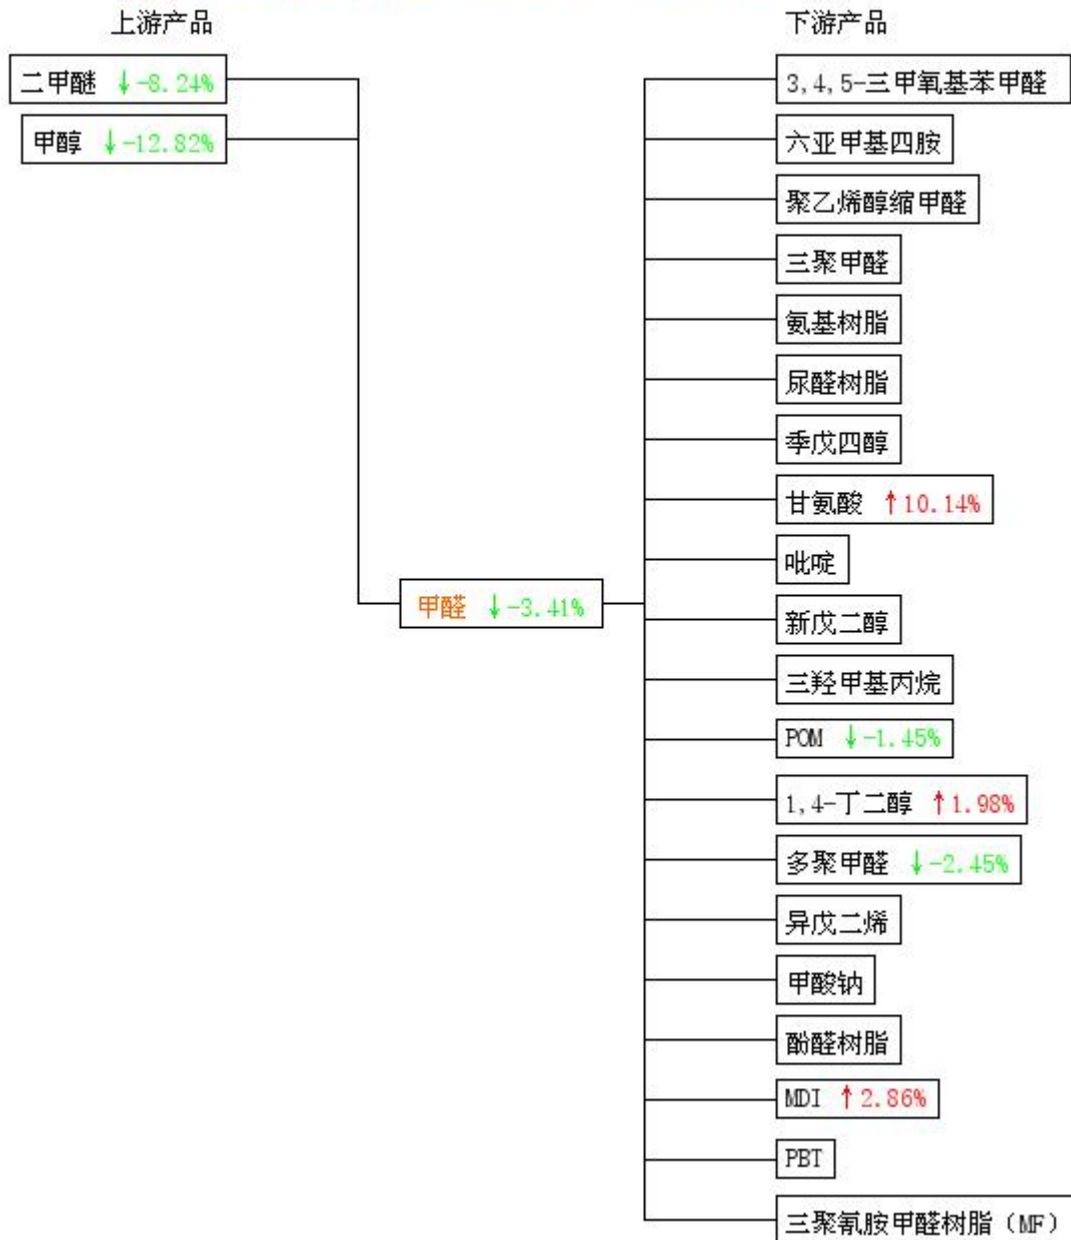 上游产品
下游产品
二甲醚 ↓-8.24%
甲醇 ↓-12.82%
甲醛 ↓-3.41%
3,4,5-三甲氧基苯甲醛
六亚甲基四胺
聚乙烯醇缩甲醛
三聚甲醛
氨基树脂
尿醛树脂
季戊四醇
甘氨酸 ↑10.14%
吡啶
新戊二醇
三羟甲基丙烷
POM ↓-1.45%
1,4-丁二醇 ↑1.98%
多聚甲醛 ↓-2.45%
异戊二烯
甲酸钠
酚醛树脂
MDI ↑2.86%
PBT
三聚氰胺甲醛树脂（MF）